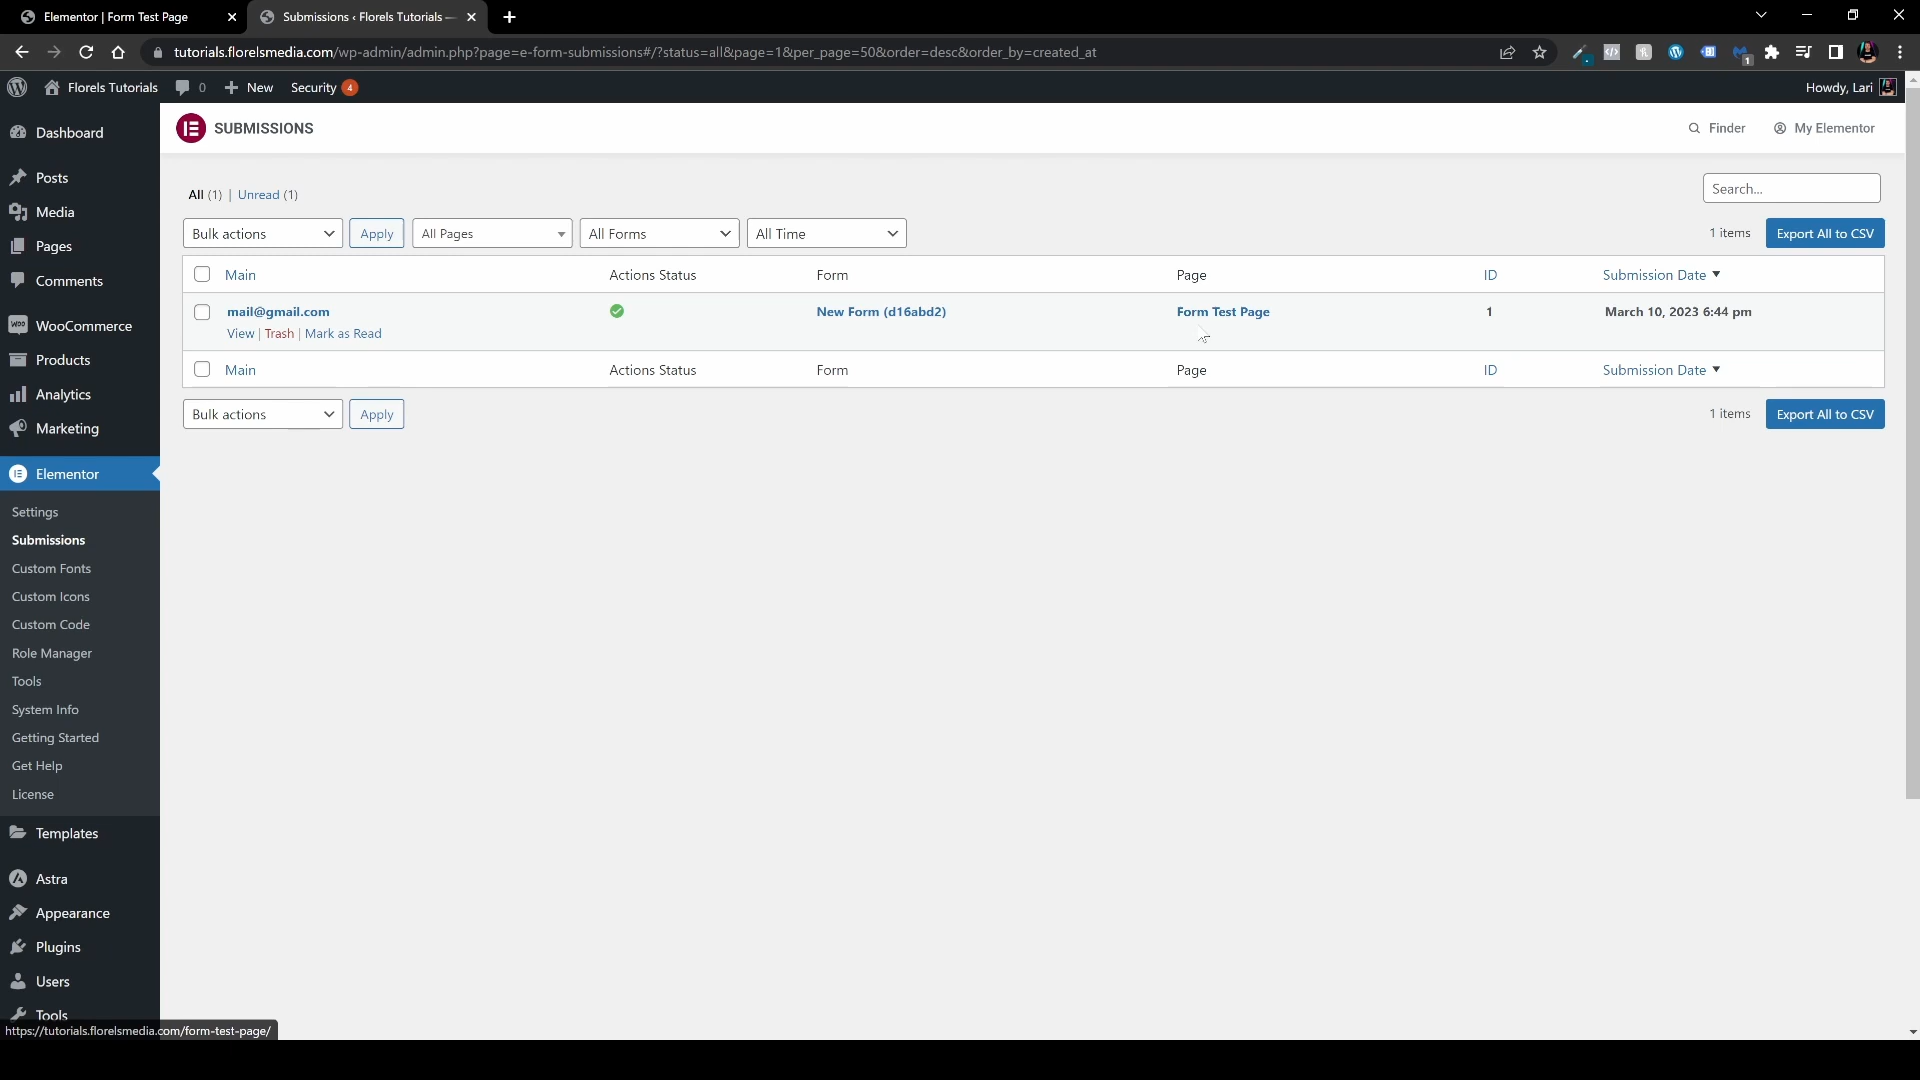 Elementor | Form Test Page
Submissions ‹ Florels Tutorials —
tutorials.florelsmedia.com/wp-admin/admin.php?page=e-form-submissions#/?status=all&page=1&per_page=50&order=desc&order_by=created_at
1
Florels Tutorials
0
New
Security 4
Howdy, Lari
Dashboard
Posts
Media
Pages
Comments
WooCommerce
Products
Analytics
Marketing
Elementor
Settings
Submissions
Custom Fonts
Custom Icons
Custom Code
Role Manager
Tools
System Info
Getting Started
Get Help
License
Templates
Astra
Appearance
Plugins
Users
Tools
https://tutorials.florelsmedia.com/form-test-page/
SUBMISSIONS
Finder
My Elementor
All (1) | Unread (1)
Search...
Bulk actions
Apply
All Pages
All Forms
All Time
1 items
Export All to CSV
Main Actions Status Form Page ID Submission Date
mail@gmail.com New Form (d16abd2) Form Test Page 1 March 10, 2023 6:44 pm
View | Trash | Mark as Read
Main Actions Status Form Page ID Submission Date
Bulk actions
Apply
1 items
Export All to CSV